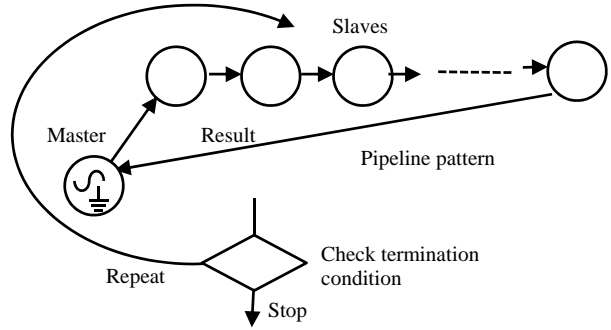 Slaves
Master
Result
Pipeline pattern
Check termination
condition
Repeat
Stop